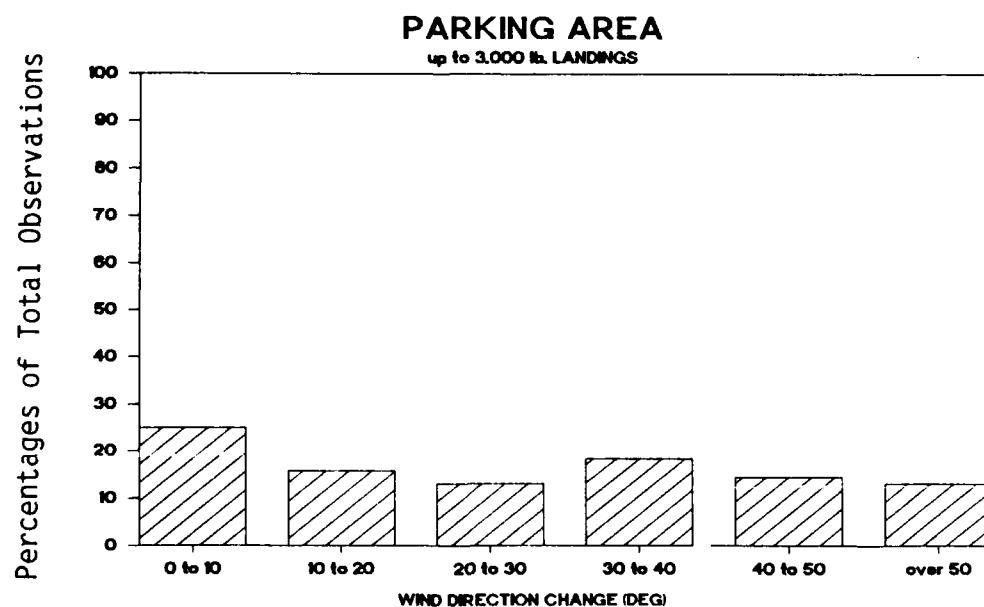 PARKING AREA
up to 3.000 lb. LANDINGS
Percentages of Total Observations
100
90
80
70
60
50
40
30
20
10
0
0 to 10
10 to 20
20 to 30
30 to 40
40 to 50
over 50
WIND DIRECTION CHANGE (DEG)